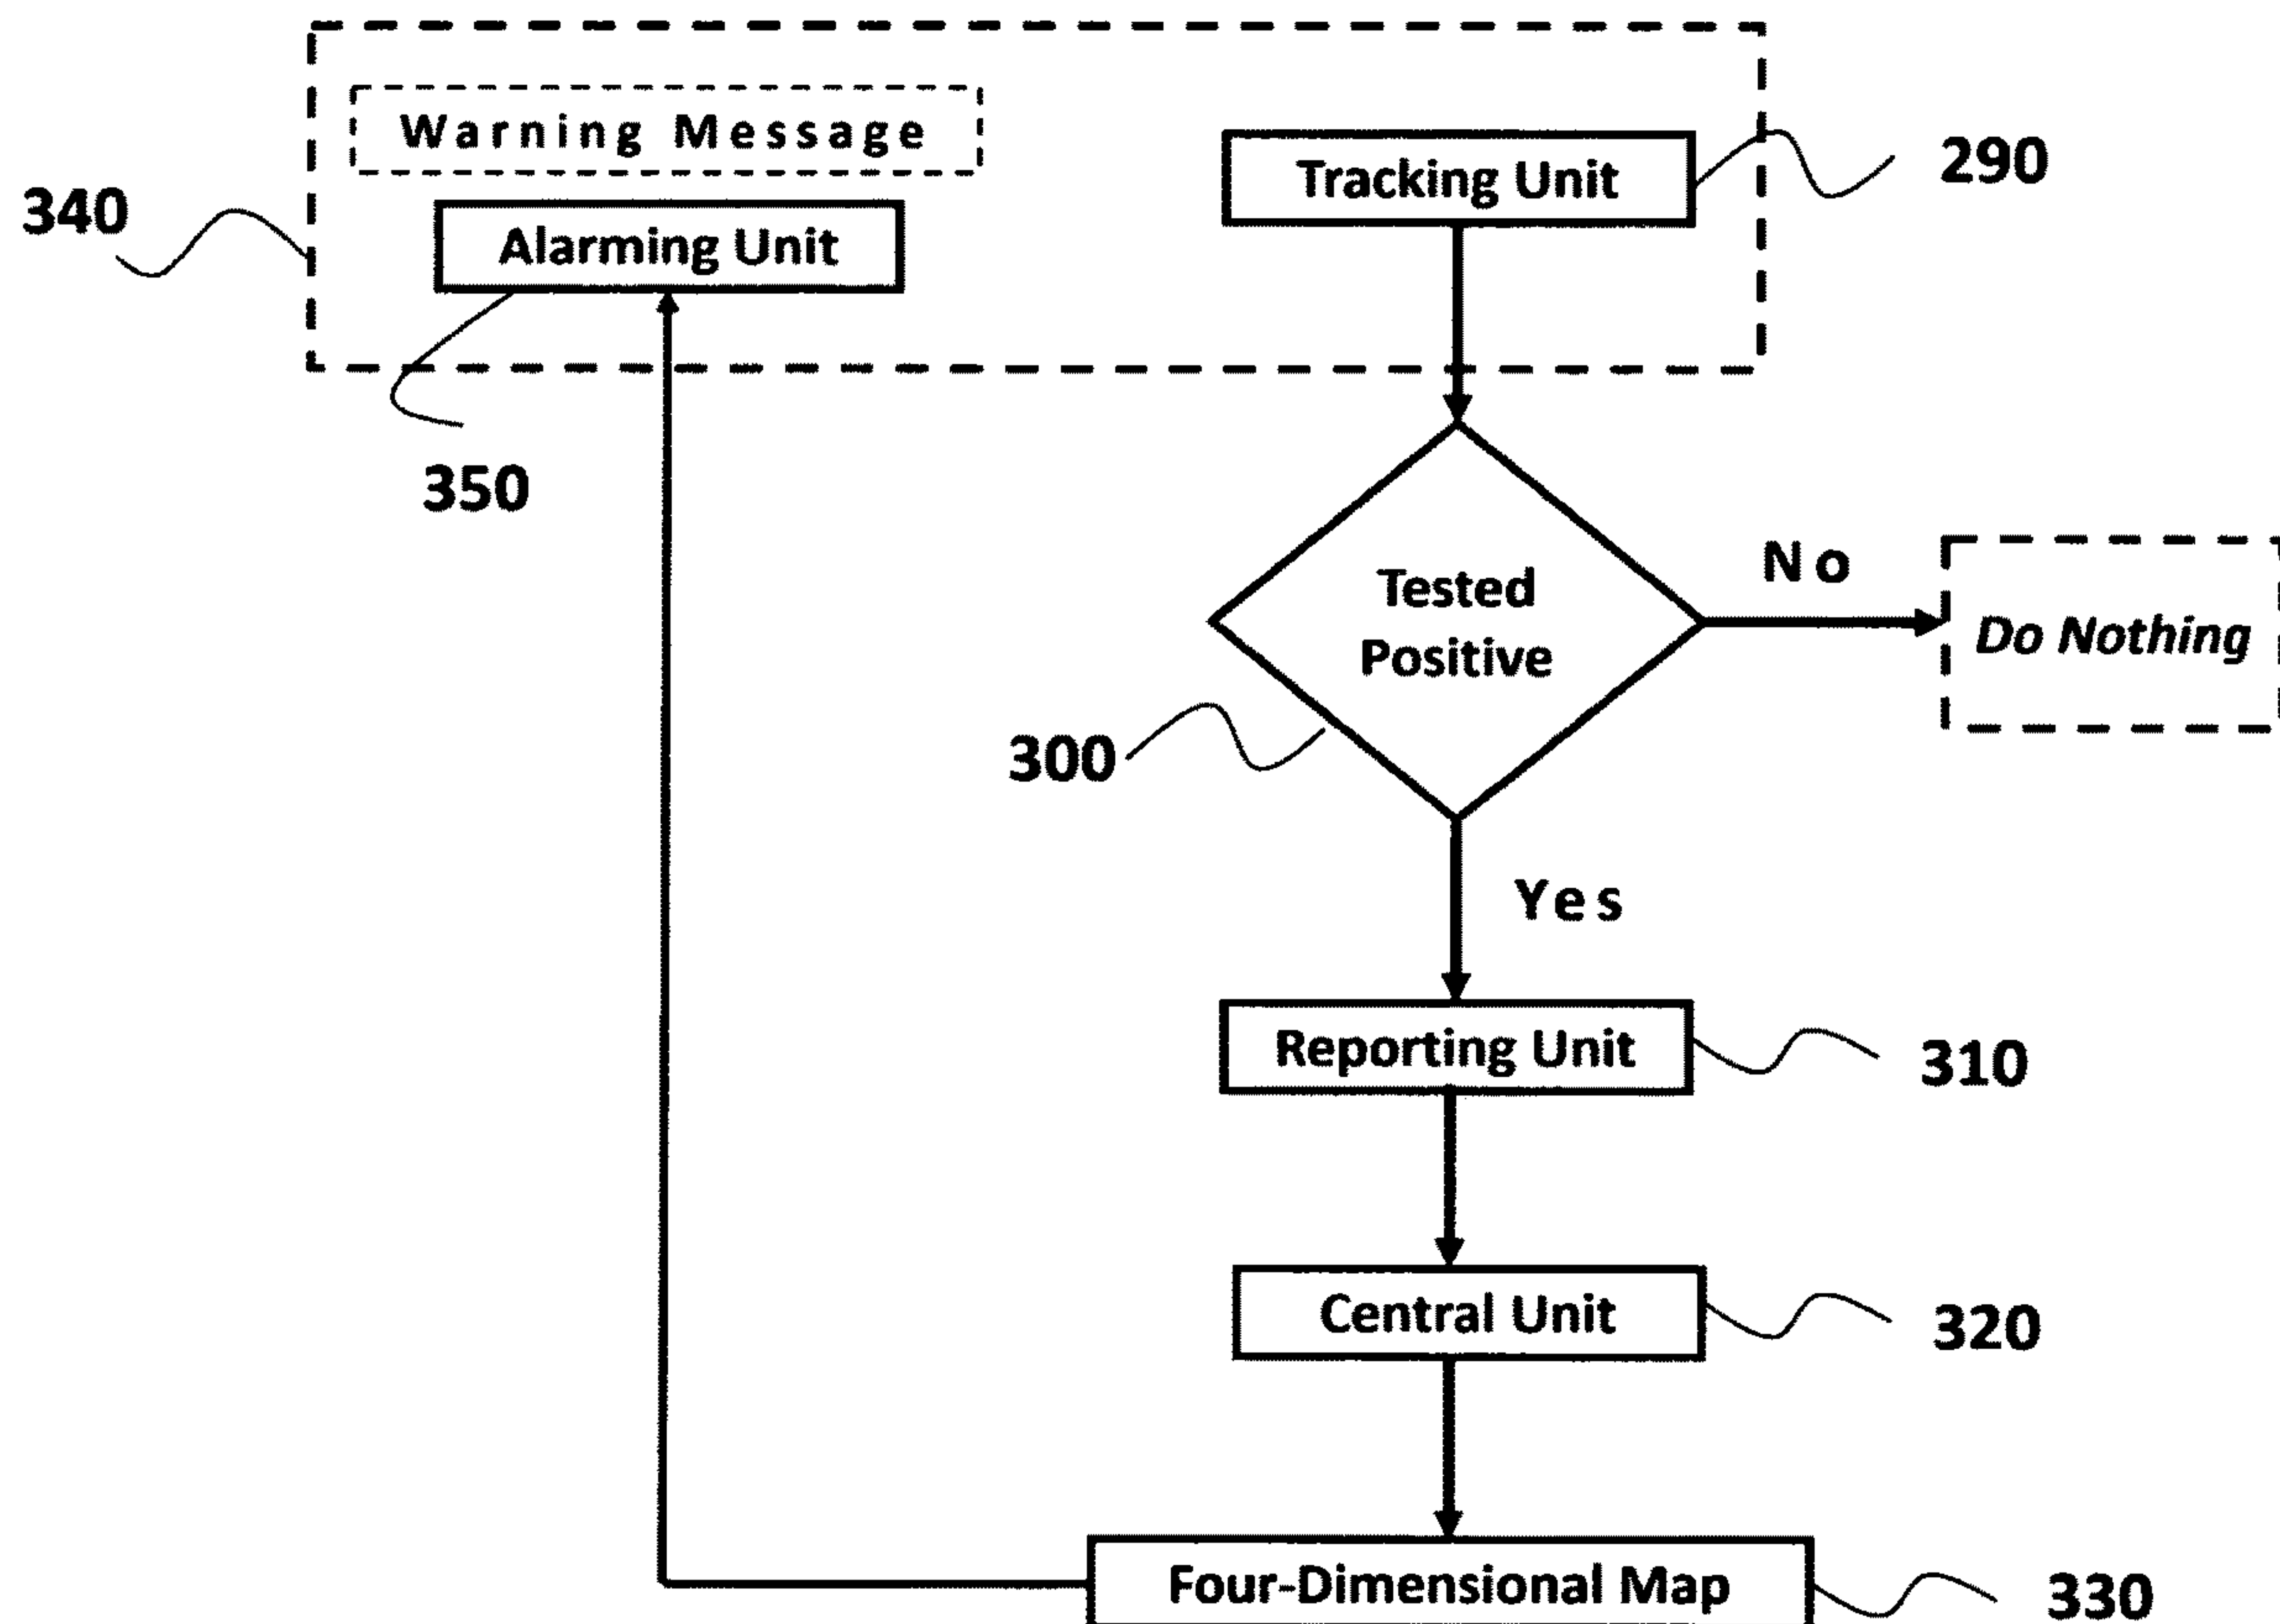 Warning Message
Tracking Unit
290
340
Alarming Unit
350
No
Tested
Positive
Do Nothing
300
Yes
Reporting Unit
310
Central Unit
320
Four-Dimensional Map
330